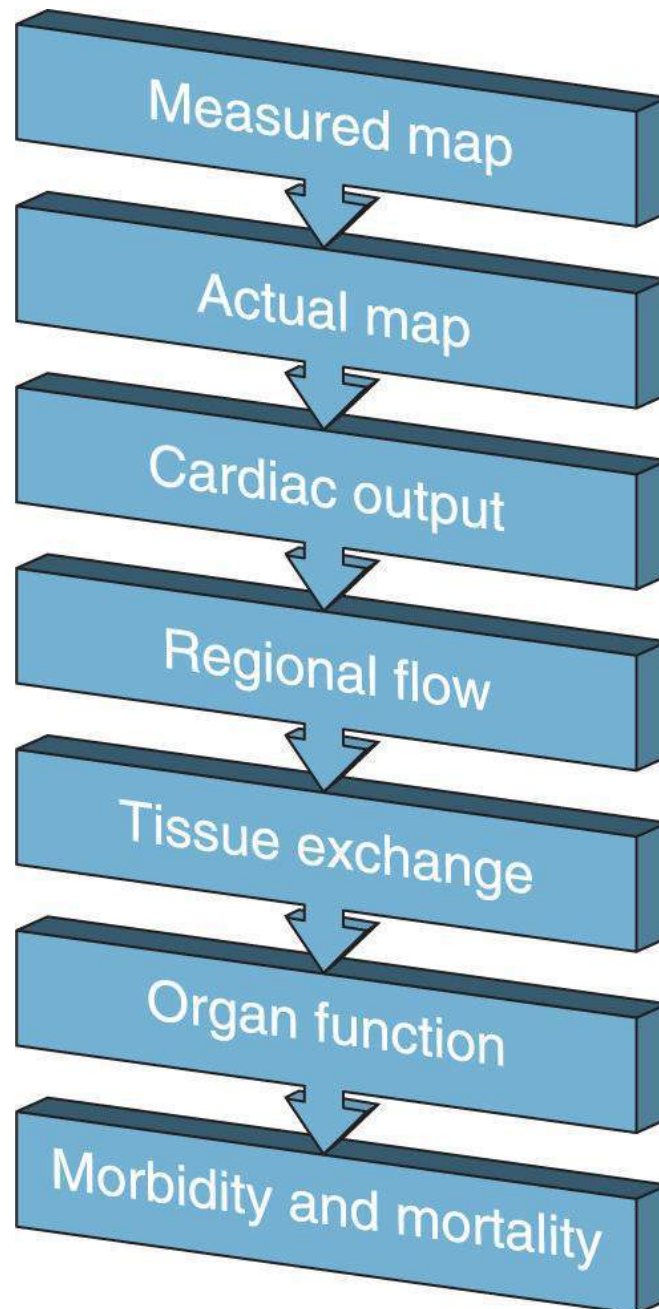 Measured map
Actual map
Cardiac output
Regional flow
Tissue exchange
Organ function
Morbidity and mortality